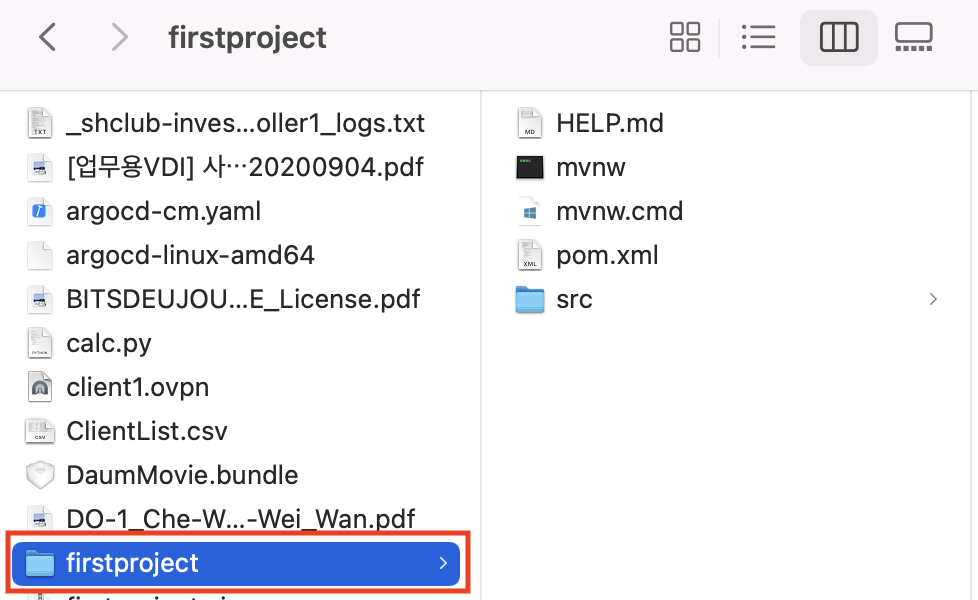 firstproject
_shclub-inves...oller1_logs.txt
[업무용VDI] 사⋯20200904.pdf
argocd-cm.yaml
argocd-linux-amd64
BITSDEUJOU...E_License.pdf
calc.py
client1.ovpn
ClientList.csv
DaumMovie.bundle
DO-1_Che-W...-Wei_Wan.pdf
firstproject
HELP.md
mvnw
mvnw.cmd
pom.xml
src